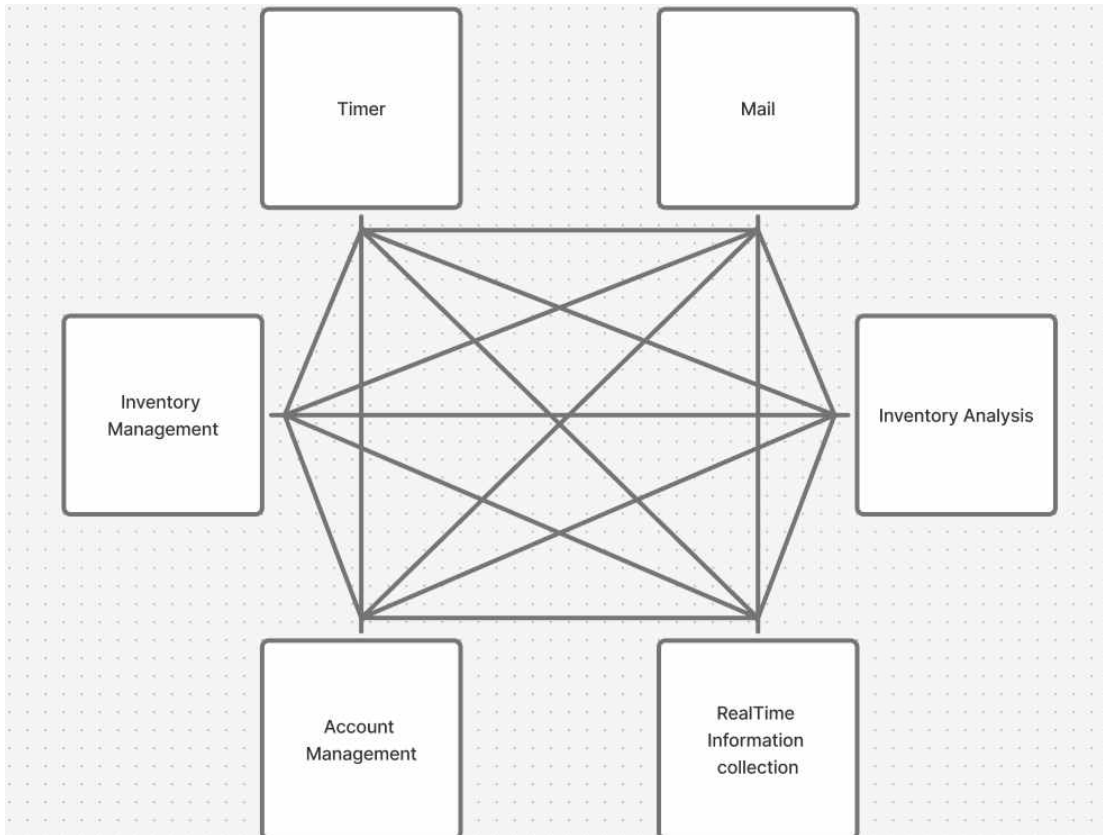 Timer
Mail
Inventory
Management
Inventory Analysis
Account
Management
RealTime
Information
collection